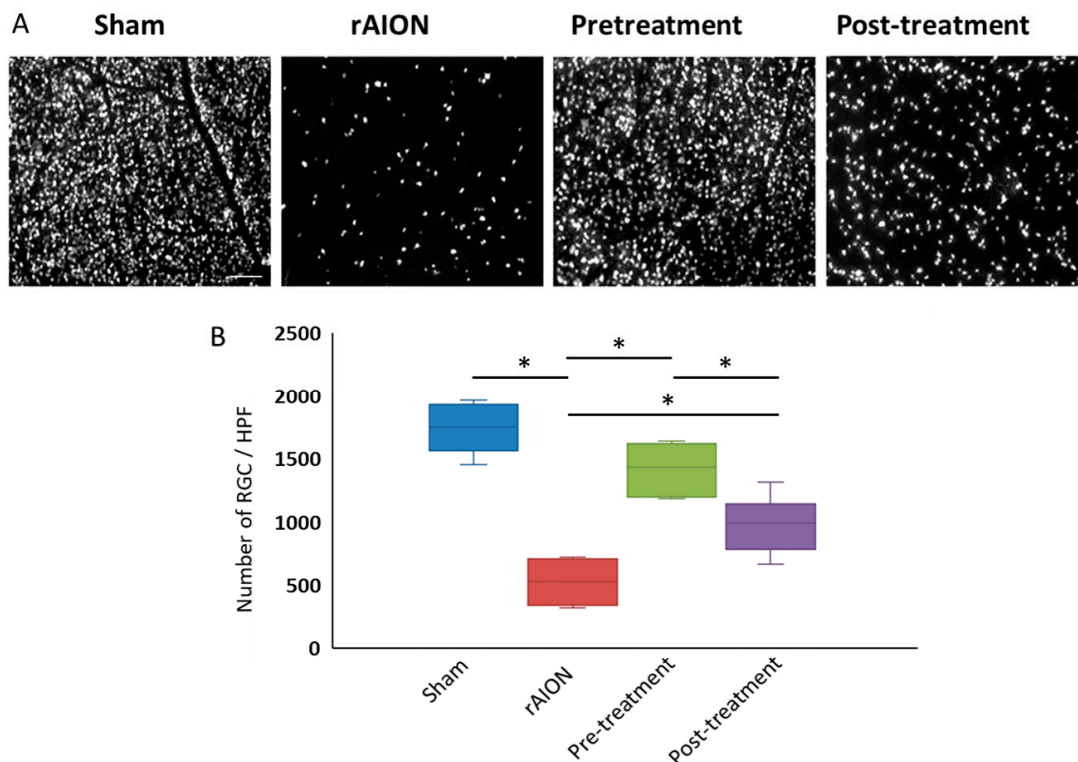 A Sham rAION Pretreatment Post-treatment
B
Number of RGC / HPF
2500
2000
1500
1000
500
0
* * * *
Sham
rAION
Pre-treatment
Post-treatment